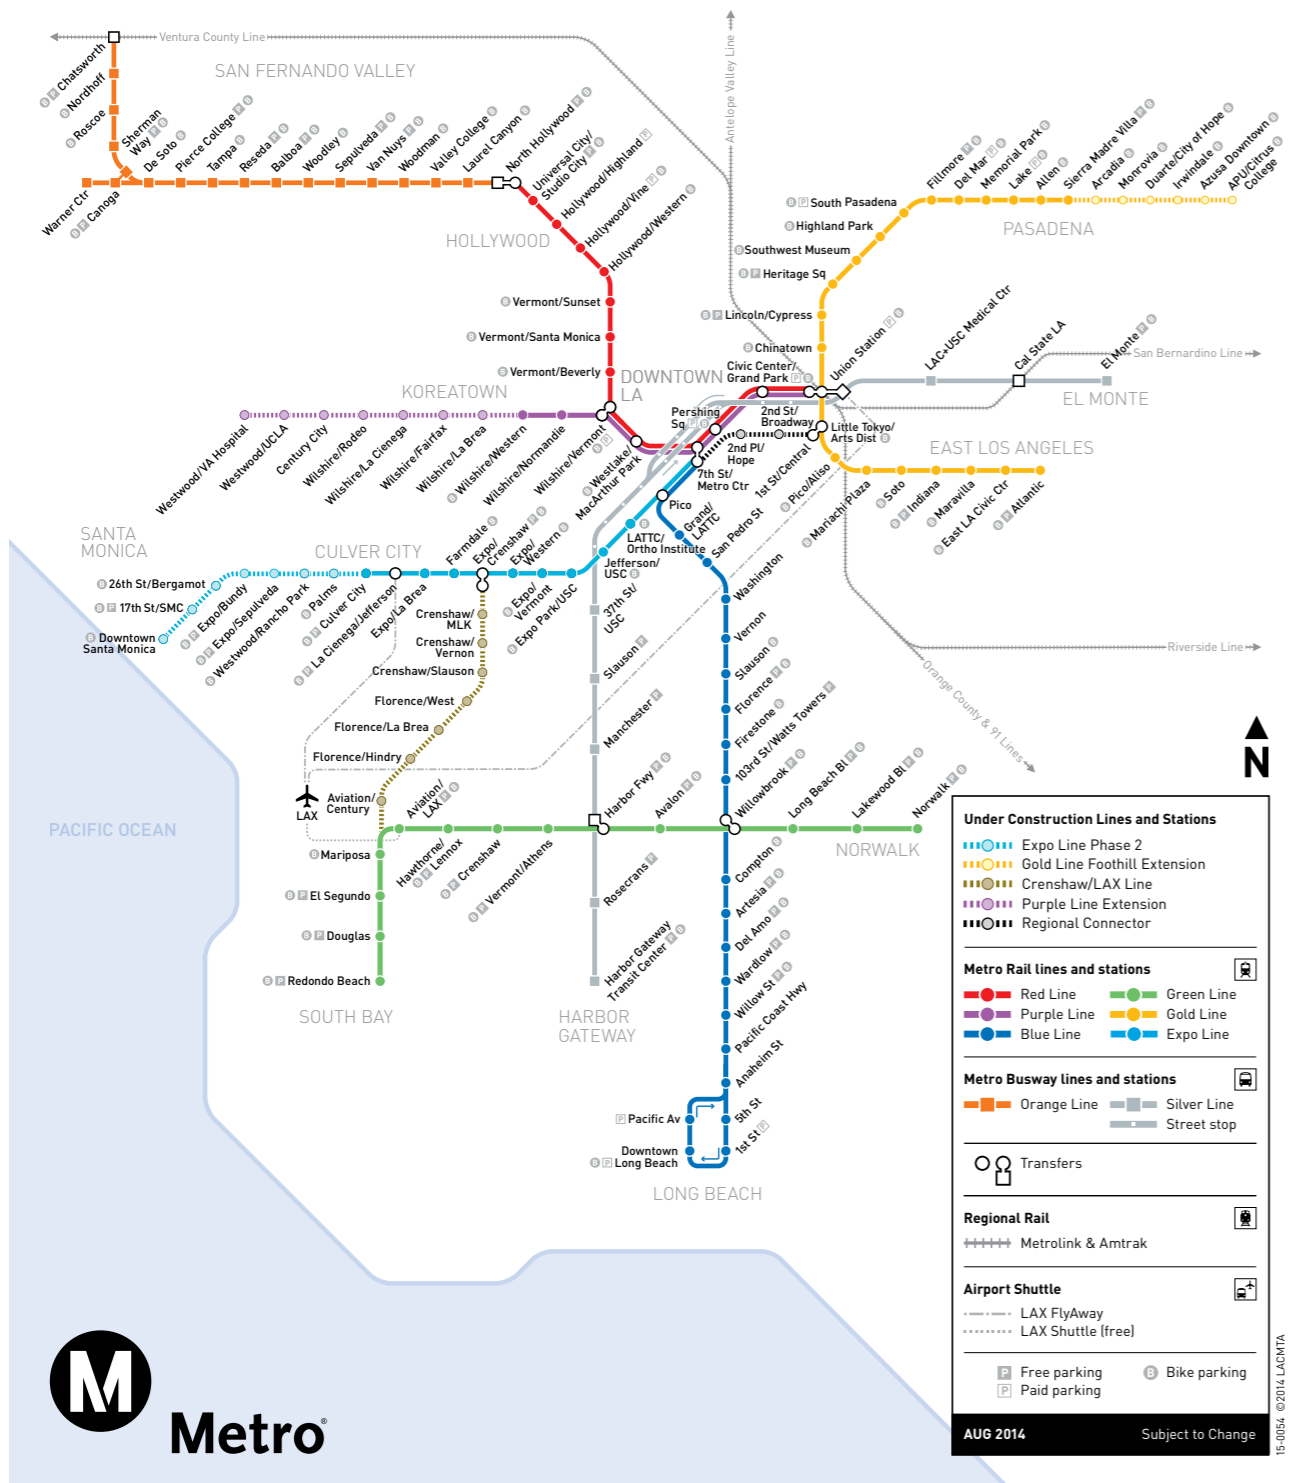 Ventura County Line
Antelope Valley Line
SAN FERNANDO VALLEY
Chatsworth
Nordhoff
Roscoe
Sherman
Way
Warner Ctr
Canoga
De Soto
Pierce College
Tampa
Reseda
Balboa
Woodley
Sepulveda
Van Nuys
Woodman
Valley College
Laurel Canyon
North Hollywood
Universal City/
Studio City
Hollywood/Highland
Hollywood/Vine
Hollywood/Western
HOLLYWOOD
Vermont/Sunset
Vermont/Santa Monica
Vermont/Beverly
Fillmore
Del Mar
Memorial Park
Lake
Allen
Sierra Madre Villa
Arcadia
Monrovia
Duarte/City of Hope
Irwindale
Azusa Downtown
APU/Citrus
College
PASADENA
South Pasadena
Highland Park
Southwest Museum
Heritage Sq
Lincoln/Cypress
Chinatown
Union Station
LAC+USC Medical Ctr
Cal State LA
El Monte
San Bernardino Line
EL MONTE
KOREATOWN
DOWNTOWN
LA
Civic Center/
Grand Park
Pershing
Sq
2nd St/
Broadway
2nd Pl/
Hope
Little Tokyo/
Arts Dist
1st St/Central
7th St/
Metro Ctr
EAST LOS ANGELES
Pico/Aliso
Mariachi Plaza
Soto
Indiana
Maravilla
East LA Civic Ctr
Atlantic
Westwood/VA Hospital
Westwood/UCLA
Century City
Wilshire/Rodeo
Wilshire/La Cienega
Wilshire/Fairfax
Wilshire/La Brea
Wilshire/Western
Wilshire/Normandie
Wilshire/Vermont
Westlake/
MacArthur Park
Pico
Grand/
LATTC
San Pedro St
Washington
Vernon
Slauson
Florence
Firestone
103rd St/Watts Towers
Willowbrook
LATTC/
Ortho Institute
Jefferson/
USC
37th St/
USC
Slauson
Manchester
Harbor Fwy
Rosecrans
Harbor Gateway
Transit Center
SANTA
MONICA
CULVER CITY
26th St/Bergamot
17th St/SMC
Downtown
Santa Monica
Expo/Bundy
Expo/Sepulveda
Westwood/Rancho Park
Palms
Culver City
La Cienega/Jefferson
Expo/La Brea
Farmdale
Expo/
Crenshaw
Expo/
Western
Expo/
Vermont
Expo Park/USC
Crenshaw/
MLK
Crenshaw/
Vernon
Crenshaw/Slauson
Florence/West
Florence/La Brea
Florence/Hindry
Aviation/
Century
LAX
Aviation/
LAX
Hawthorne/
Lennox
Crenshaw
Vermont/Athens
Avalon
Long Beach Bl
Lakewood Bl
Norwalk
NORWALK
Mariposa
El Segundo
Douglas
Redondo Beach
SOUTH BAY
HARBOR
GATEWAY
Compton
Artesia
Del Amo
Wardlow
Willow St
Pacific Coast Hwy
Anaheim St
5th St
1st St
Pacific Av
Downtown
Long Beach
LONG BEACH
Riverside Line
Orange County & 91 Lines
PACIFIC OCEAN
N
Under Construction Lines and Stations
Expo Line Phase 2
Gold Line Foothill Extension
Crenshaw/LAX Line
Purple Line Extension
Regional Connector
Metro Rail lines and stations
Red Line
Green Line
Purple Line
Gold Line
Blue Line
Expo Line
Metro Busway lines and stations
Orange Line
Silver Line
Street stop
Transfers
Regional Rail
Metrolink & Amtrak
Airport Shuttle
LAX FlyAway
LAX Shuttle (free)
P Free parking
B Bike parking
P Paid parking
AUG 2014
Subject to Change
15-0054 ©2014 LACMTA
M
Metro®